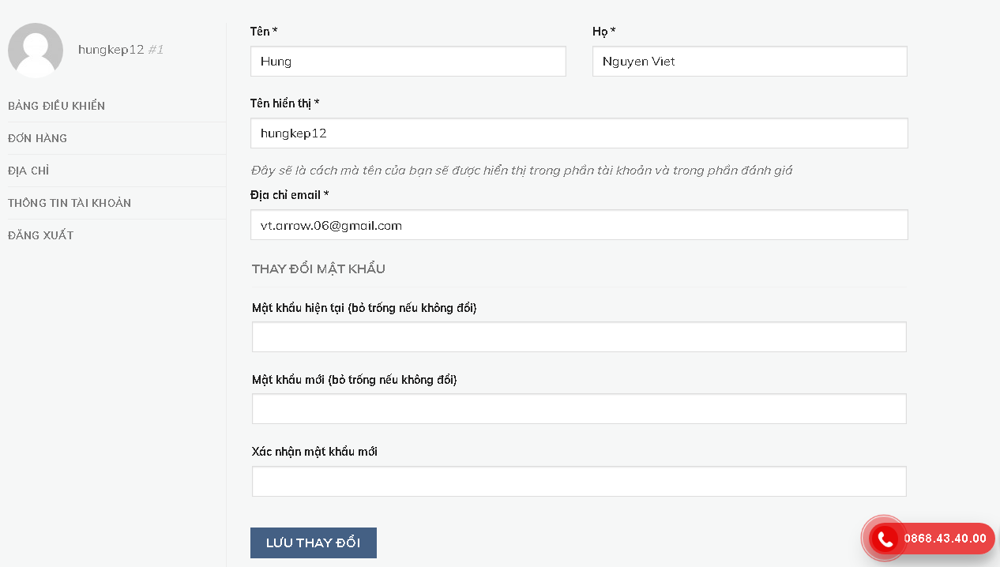 hungkep12 #1
BẢNG ĐIỀU KHIỂN
ĐƠN HÀNG
ĐỊA CHỈ
THÔNG TIN TÀI KHOẢN
ĐĂNG XUẤT
Tên * Họ *
Hung Nguyen Viet
Tên hiển thị *
hungkep12
Đây sẽ là cách mà tên của bạn sẽ được hiển thị trong phần tài khoản và trong phần đánh giá
Địa chỉ email *
vt.arrow.06@gmail.com
THAY ĐỔI MẬT KHẨU
Mật khẩu hiện tại (bỏ trống nếu không đổi)
Mật khẩu mới (bỏ trống nếu không đổi)
Xác nhận mật khẩu mới
LƯU THAY ĐỔI
0868.43.40.00